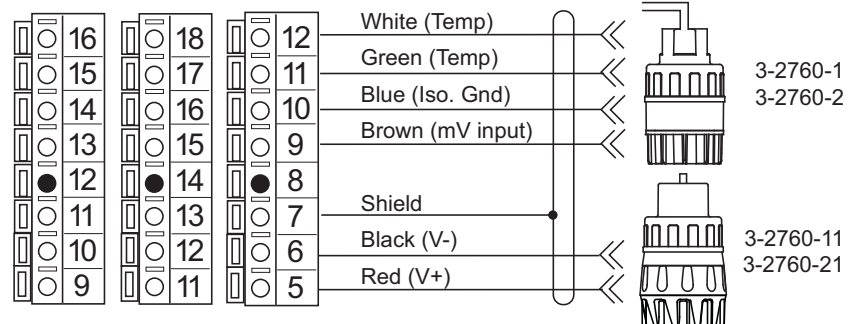 16 18 12 White (Temp)
15 17 11 Green (Temp) 3-2760-1
14 16 10 Blue (Iso. Gnd) 3-2760-2
13 15 9 Brown (mV input)
12 14 8
11 13 7 Shield
10 12 6 Black (V-) 3-2760-11
9 11 5 Red (V+) 3-2760-21